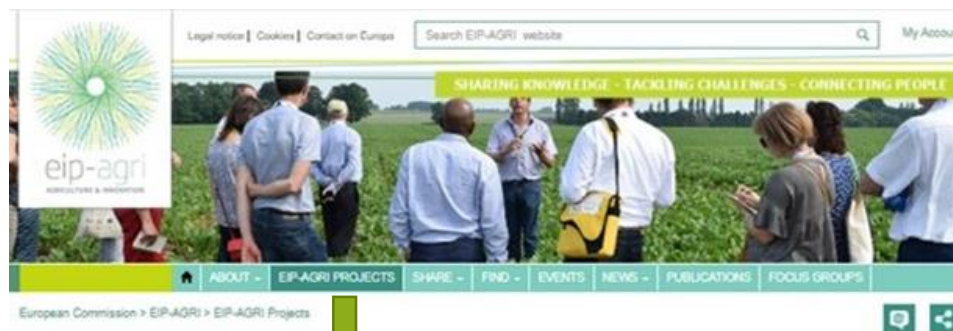 Legal notice | Cookies | Contact on Europa
Search EIP-AGRI website
My Accou
SHARING KNOWLEDGE - TACKLING CHALLENGES - CONNECTING PEOPLE
eip-agri
AGRICULTURE & INNOVATION
ABOUT
EIP-AGRI PROJECTS
SHARE
FIND
EVENTS
NEWS
PUBLICATIONS
FOCUS GROUPS
European Commission > EIP-AGRI > EIP-AGRI Projects